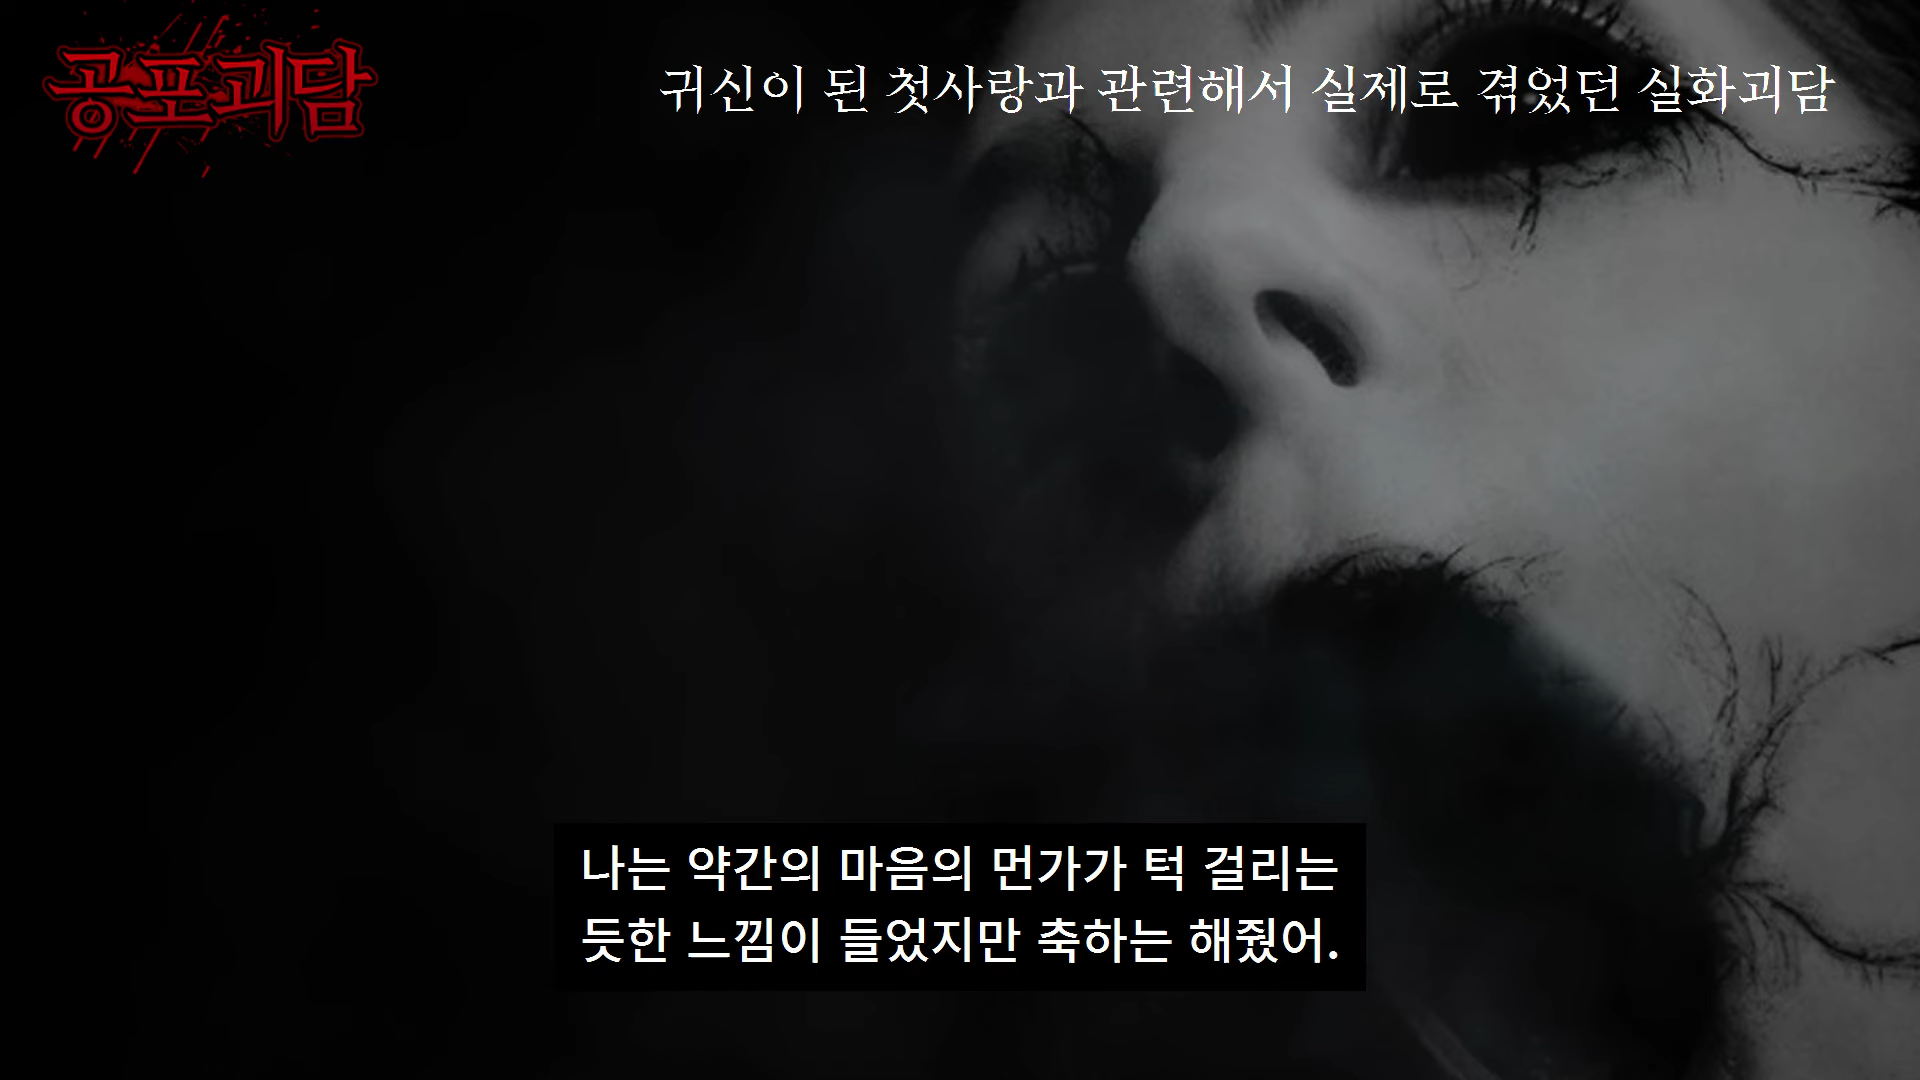 공포괴담
귀신이 된 첫사랑과 관련해서 실제로 겪었던 실화괴담
나는 약간의 마음의 먼가가 턱 걸리는
듯한 느낌이 들었지만 축하는 해줬어.